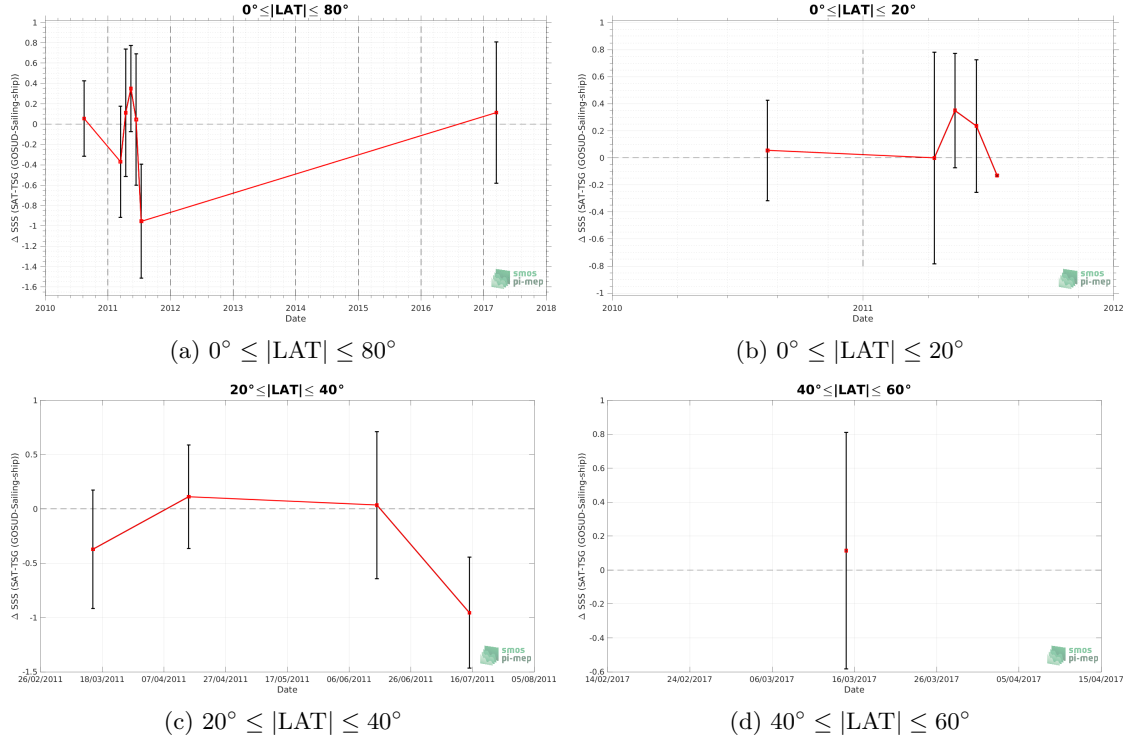 0°≤|LAT|≤ 80°
Δ SSS (SAT-TSG (GOSUD-Sailing-ship))
1
0.8
0.6
0.4
0.2
0
-0.2
-0.4
-0.6
-0.8
-1
-1.2
-1.4
-1.6
2010 2011 2012 2013 2014 2015 2016 2017 2018
Date
smos
pi-mep
(a) 0° ≤ |LAT| ≤ 80°
0°≤|LAT|≤ 20°
Δ SSS (SAT-TSG (GOSUD-Sailing-ship))
1
0.8
0.6
0.4
0.2
0
-0.2
-0.4
-0.6
-0.8
-1
2010 2011 2012
Date
smos
pi-mep
(b) 0° ≤ |LAT| ≤ 20°
20°≤|LAT|≤ 40°
Δ SSS (SAT-TSG (GOSUD-Sailing-ship))
1
0.5
0
-0.5
-1
-1.5
26/02/2011 18/03/2011 07/04/2011 27/04/2011 17/05/2011 06/06/2011 26/06/2011 16/07/2011 05/08/2011
Date
smos
pi-mep
(c) 20° ≤ |LAT| ≤ 40°
40°≤|LAT|≤ 60°
Δ SSS (SAT-TSG (GOSUD-Sailing-ship))
1
0.8
0.6
0.4
0.2
0
-0.2
-0.4
-0.6
14/02/2017 24/02/2017 06/03/2017 16/03/2017 26/03/2017 05/04/2017 15/04/2017
Date
smos
pi-mep
(d) 40° ≤ |LAT| ≤ 60°